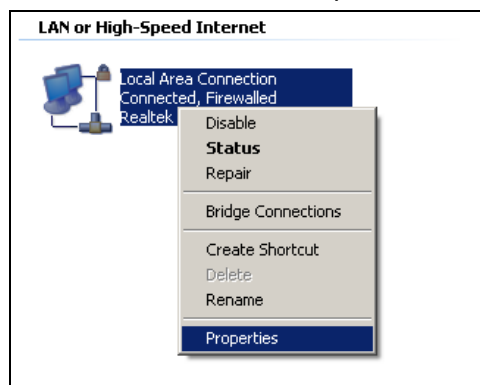 LAN or High-Speed Internet
Local Area Connection
Connected, Firewalled
Realtek
Disable
Status
Repair
Bridge Connections
Create Shortcut
Delete
Rename
Properties